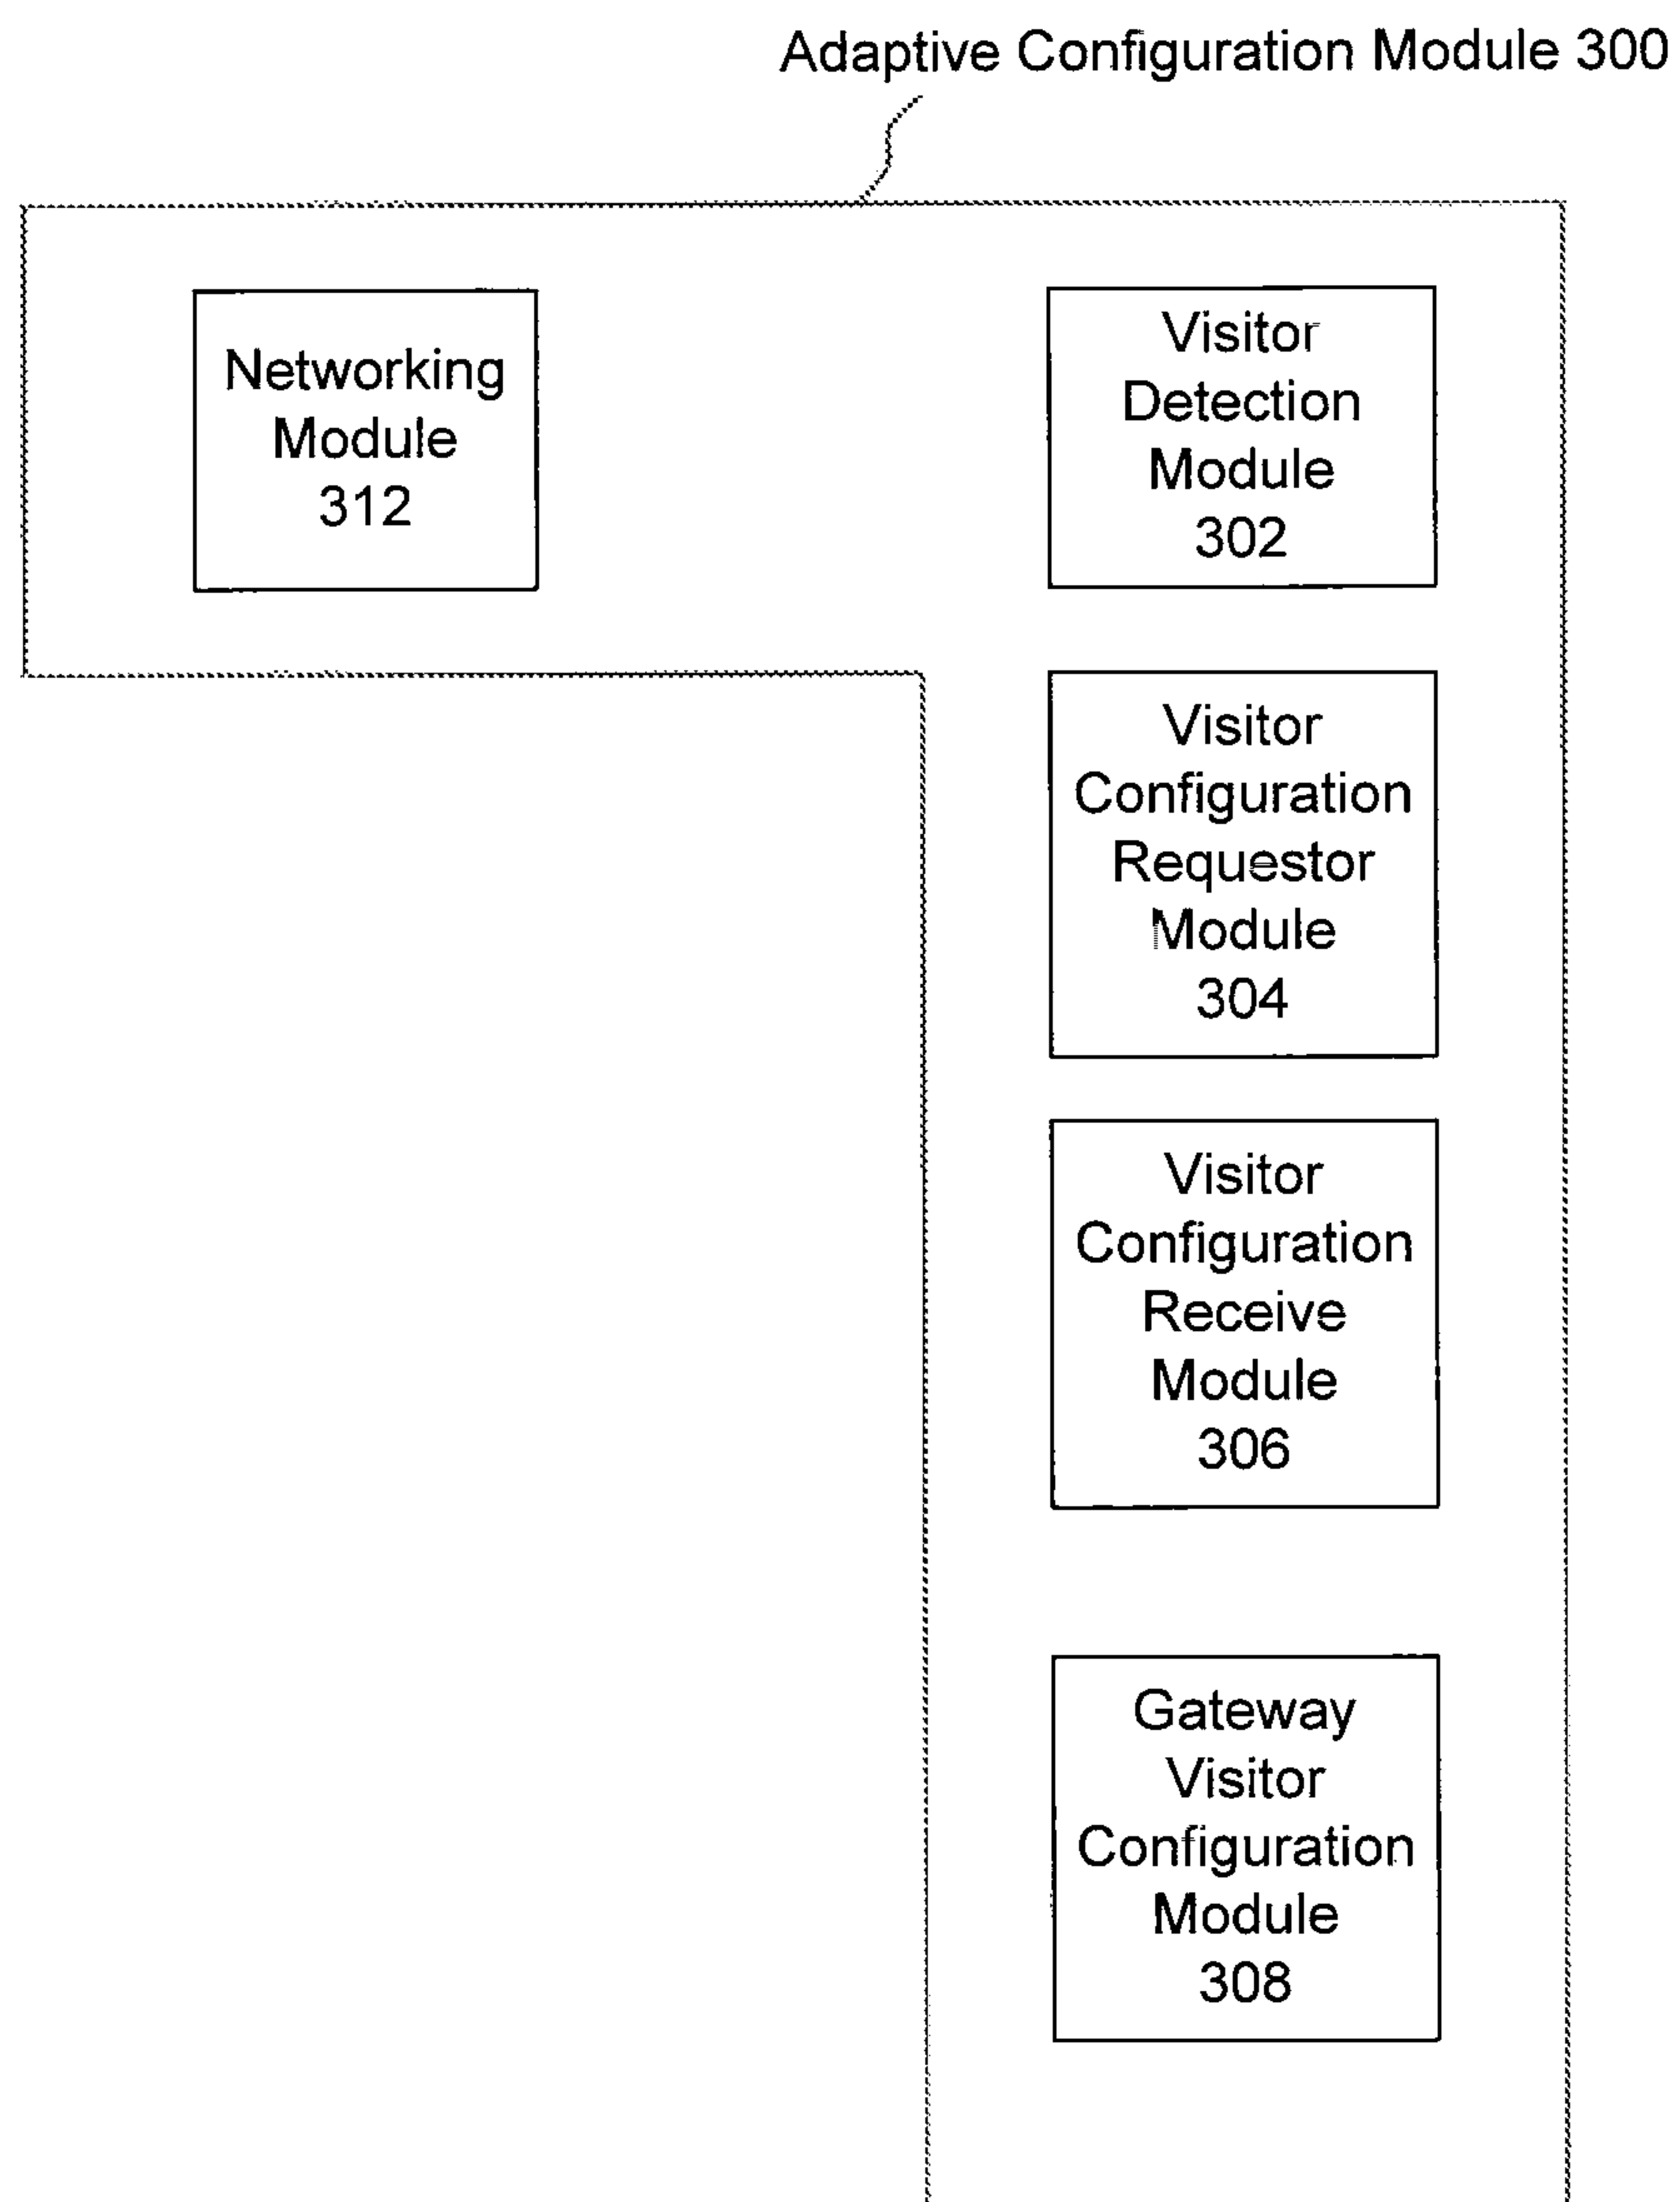 Adaptive Configuration Module 300
Networking
Module
312
Visitor
Detection
Module
302
Visitor
Configuration
Requestor
Module
304
Visitor
Configuration
Receive
Module
306
Gateway
Visitor
Configuration
Module
308